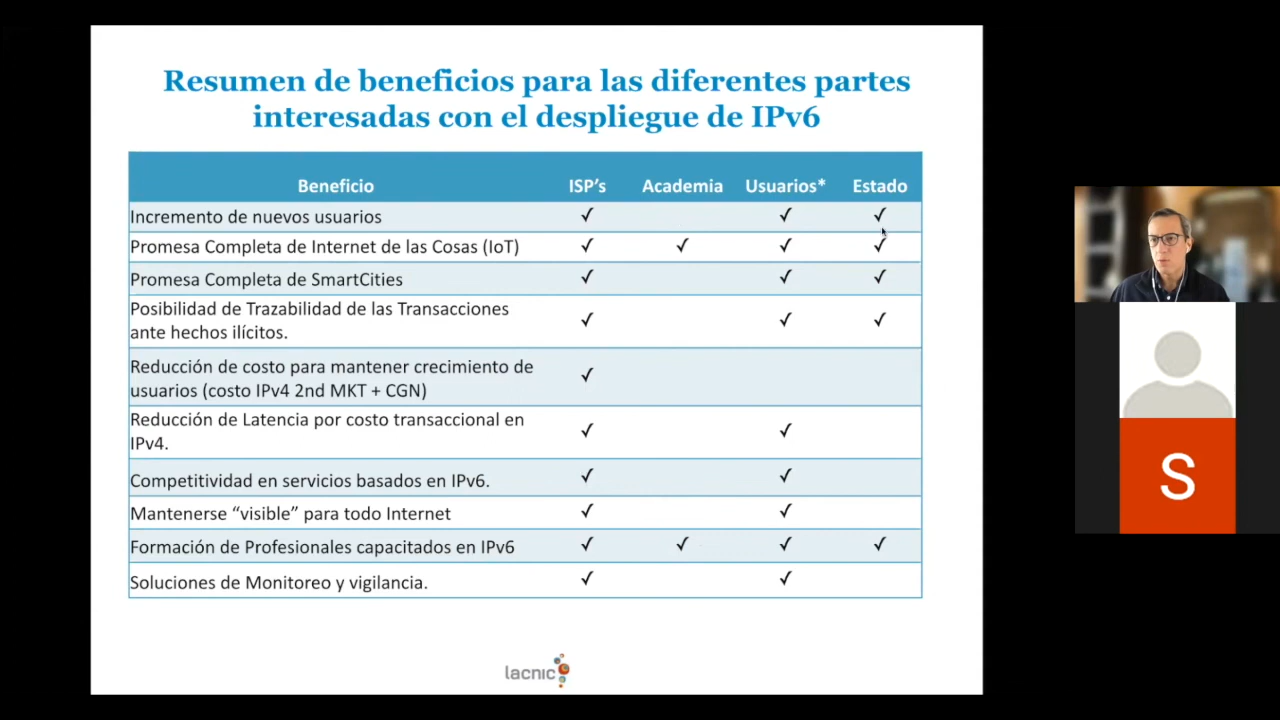 Resumen de beneficios para las diferentes partes
interesadas con el despliegue de IPv6
Beneficio ISP’s Academia Usuarios* Estado
Incremento de nuevos usuarios ✓ ✓ ✓
Promesa Completa de Internet de las Cosas (IoT) ✓ ✓ ✓ ✓
Promesa Completa de SmartCities ✓ ✓ ✓
Posibilidad de Trazabilidad de las Transacciones
ante hechos ilícitos. ✓ ✓ ✓
Reducción de costo para mantener crecimiento de
usuarios (costo IPv4 2nd MKT + CGN) ✓
Reducción de Latencia por costo transaccional en
IPv4. ✓ ✓
Competitividad en servicios basados en IPv6. ✓ ✓
Mantenerse “visible” para todo Internet ✓ ✓
Formación de Profesionales capacitados en IPv6 ✓ ✓ ✓ ✓
Soluciones de Monitoreo y vigilancia. ✓ ✓
lacnic
S